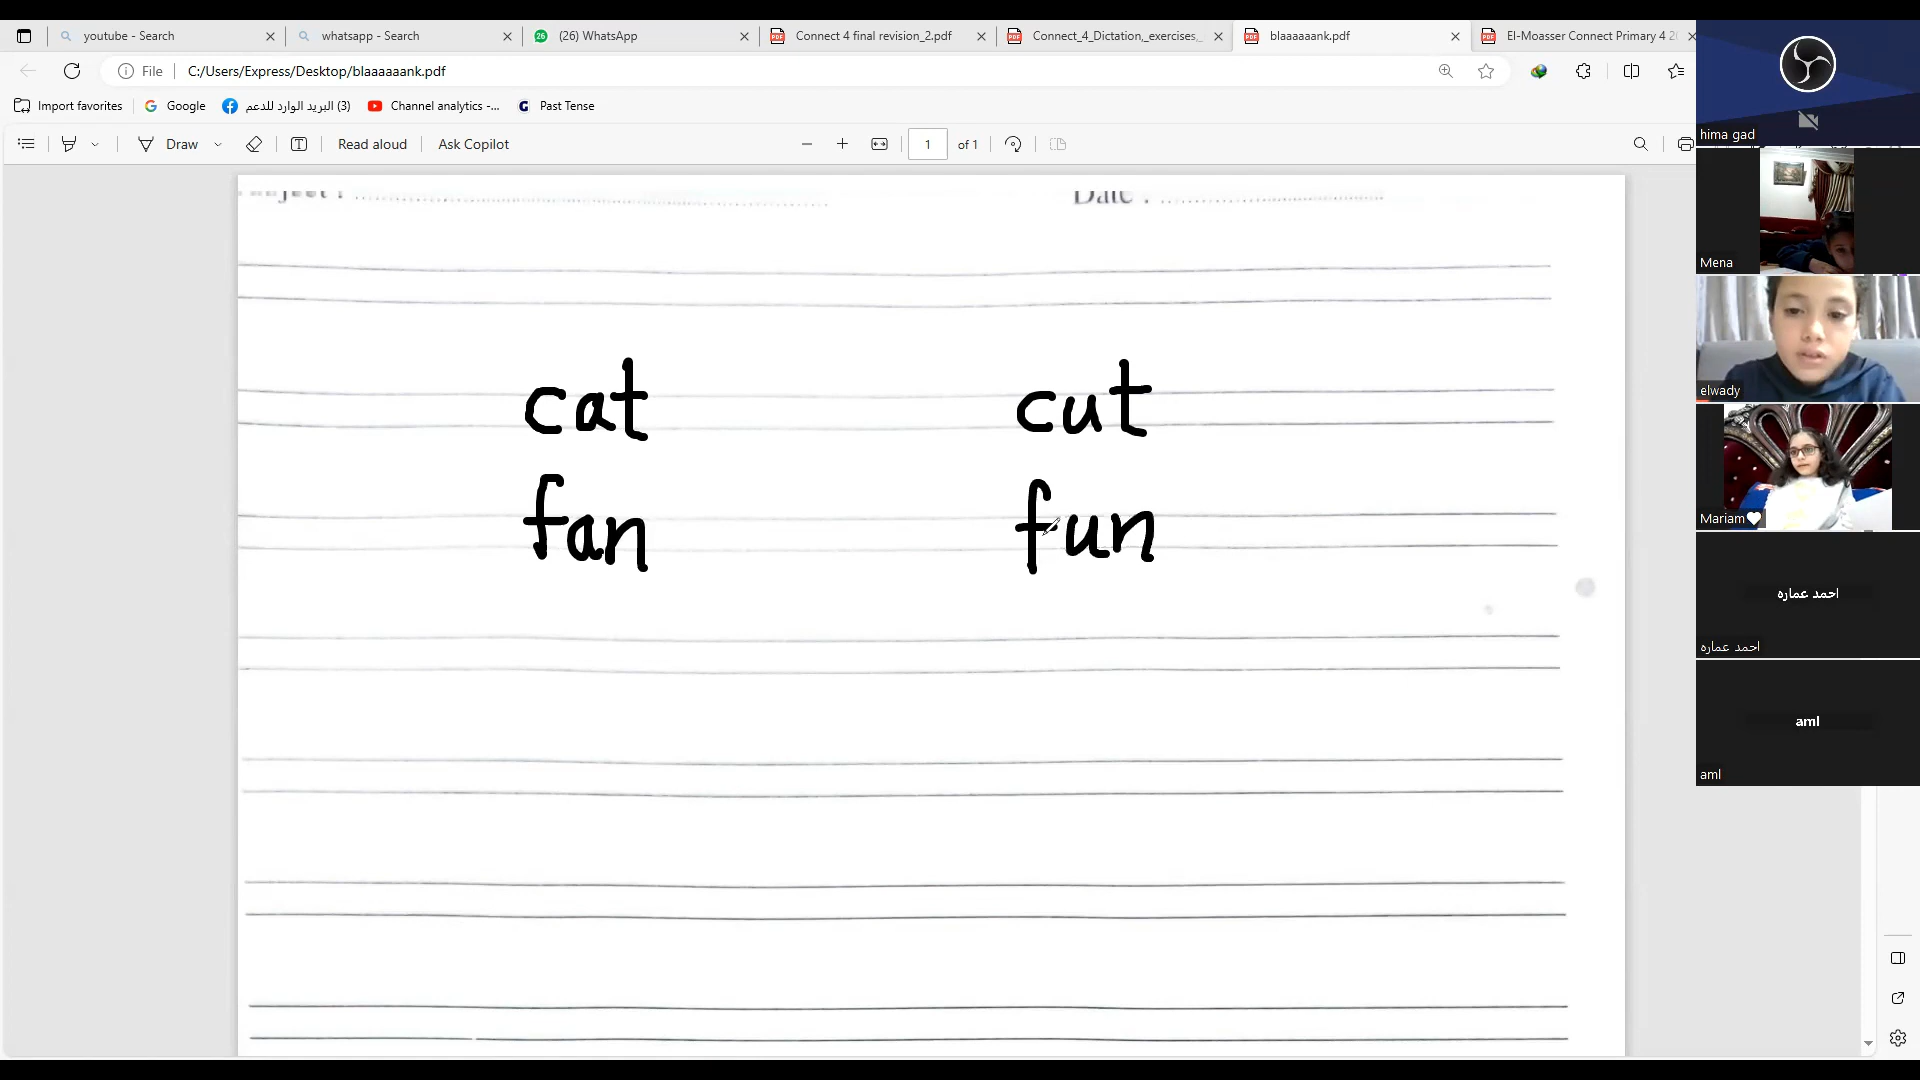 youtube - Search
whatsapp - Search
(26) WhatsApp
Connect 4 final revision_2.pdf
Connect_4_Dictation,_exercises,_
blaaaaaank.pdf
El-Moasser Connect Primary 4 2
File
C:/Users/Express/Desktop/blaaaaaank.pdf
Import favorites
Google
(3) البريد الوارد للدعم
Channel analytics -...
Past Tense
Draw
Read aloud
Ask Copilot
1 of 1
Date :
cat cut
fan fun
hima gad
Mena
elwady
Mariam🤍
احمد عماره
احمد عماره
aml
aml